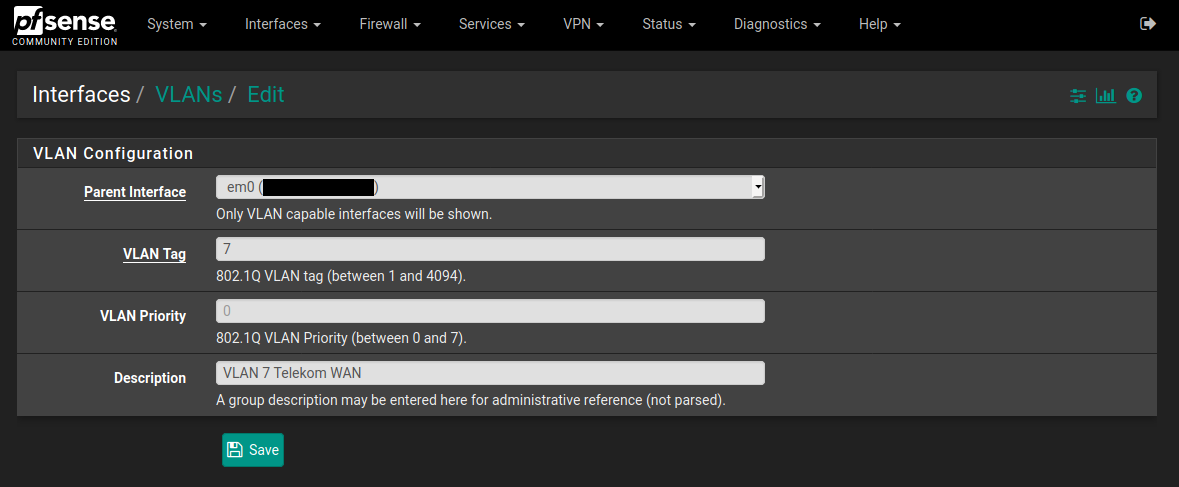 pfsense
COMMUNITY EDITION
System Interfaces Firewall Services VPN Status Diagnostics Help
Interfaces / VLANs / Edit
VLAN Configuration
Parent Interface
em0 ( )
Only VLAN capable interfaces will be shown.
VLAN Tag
7
802.1Q VLAN tag (between 1 and 4094).
VLAN Priority
0
802.1Q VLAN Priority (between 0 and 7).
Description
VLAN 7 Telekom WAN
A group description may be entered here for administrative reference (not parsed).
Save